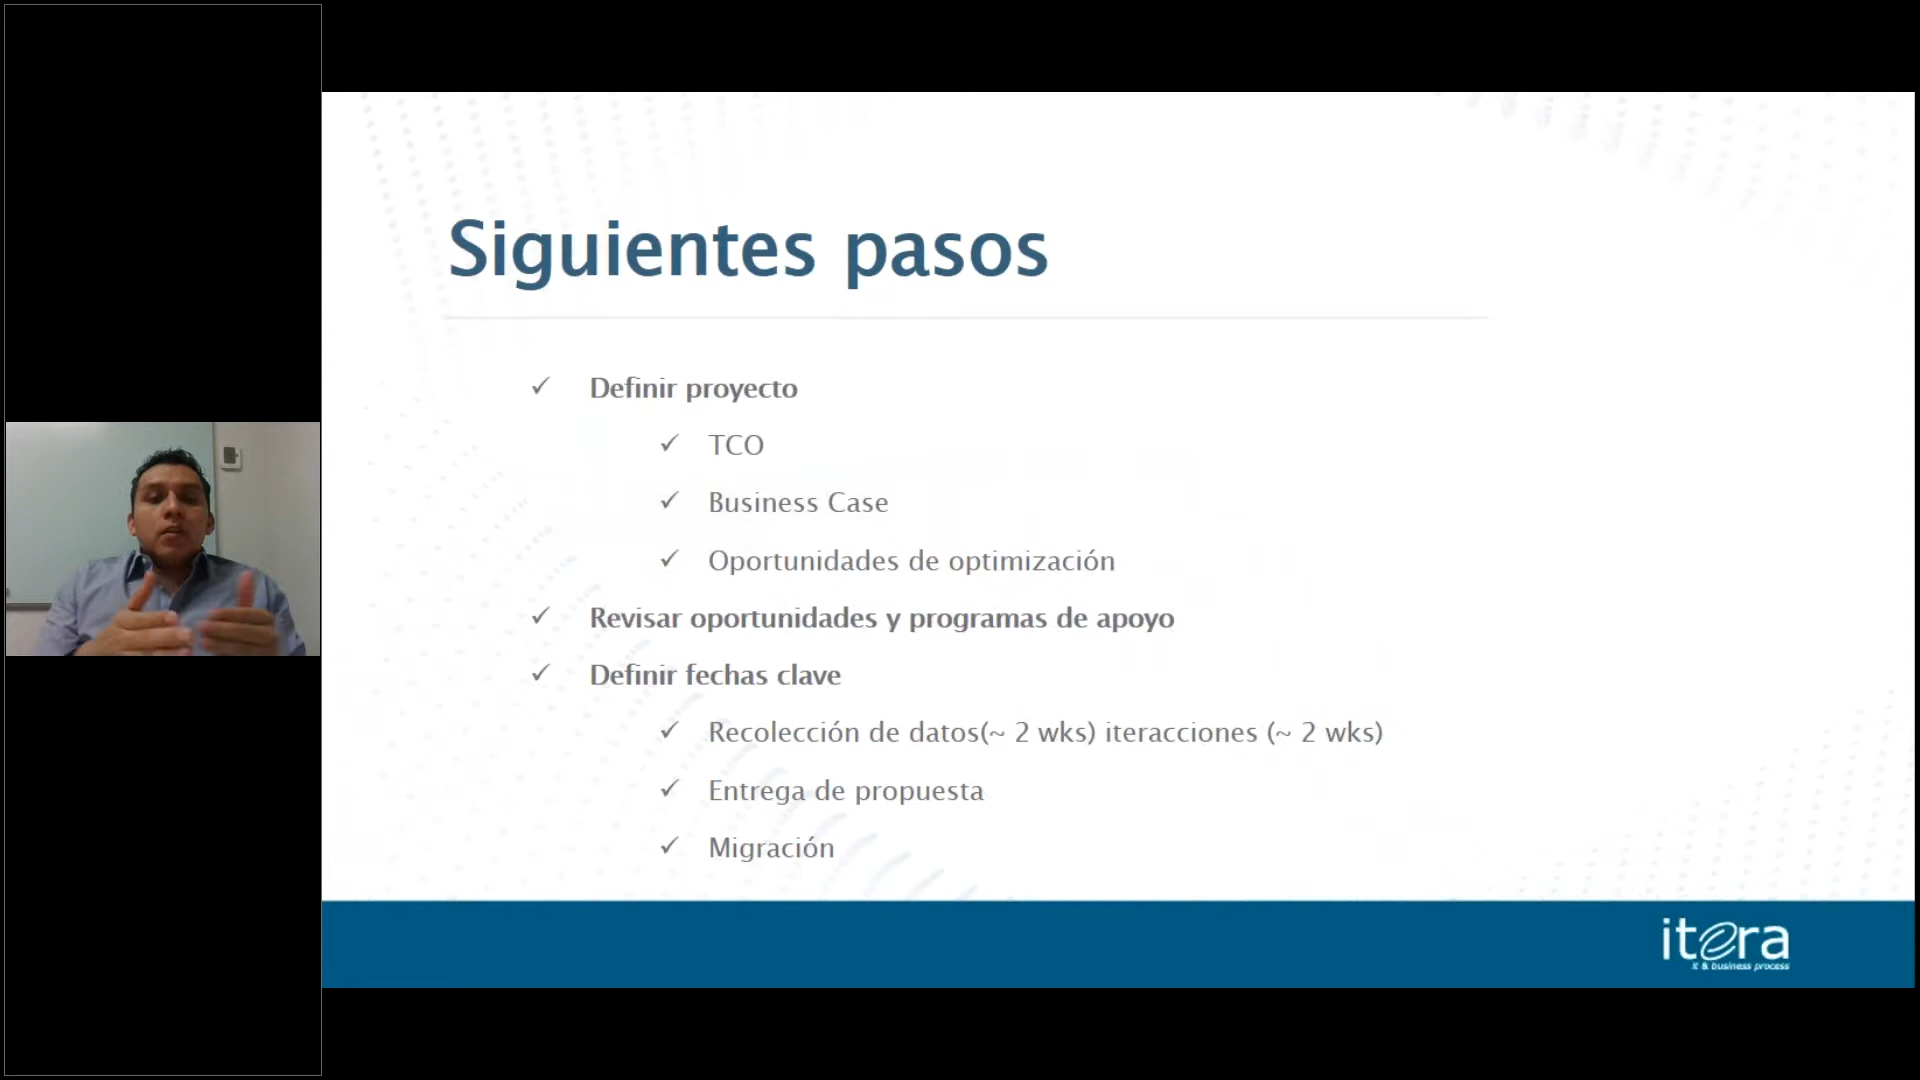 Siguientes pasos
✓ Definir proyecto
✓ TCO
✓ Business Case
✓ Oportunidades de optimización
✓ Revisar oportunidades y programas de apoyo
✓ Definir fechas clave
✓ Recolección de datos(~ 2 wks) iteracciones (~ 2 wks)
✓ Entrega de propuesta
✓ Migración
itera
it & business process